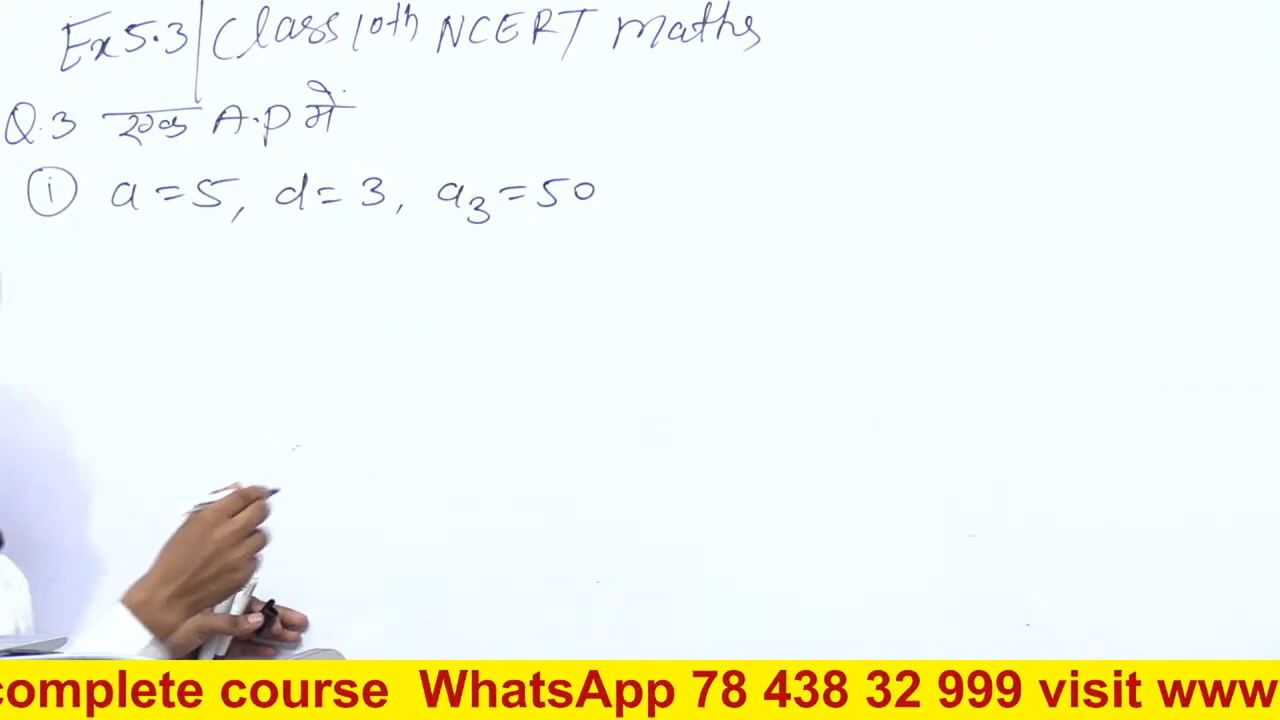 Ex 5.3 | Class 10th NCERT Maths
Q.3 एक A.P में
i a = 5, d = 3, a3 = 50
complete course WhatsApp 78 438 32 999 visit www